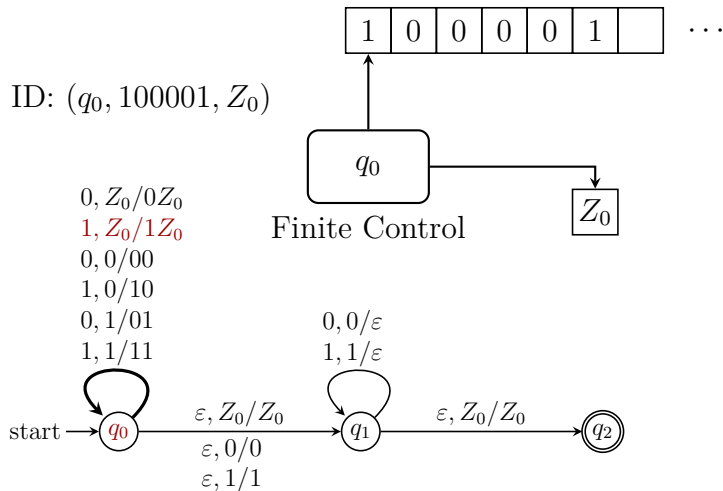 1 0 0 0 0 1 ⋯
ID: (q₀, 100001, Z₀)
q₀
Z₀
Finite Control
0, Z₀/0Z₀
1, Z₀/1Z₀
0, 0/00
1, 0/10
0, 1/01
1, 1/11
0, 0/ε
1, 1/ε
start
q₀
ε, Z₀/Z₀
ε, 0/0
ε, 1/1
q₁
ε, Z₀/Z₀
q₂